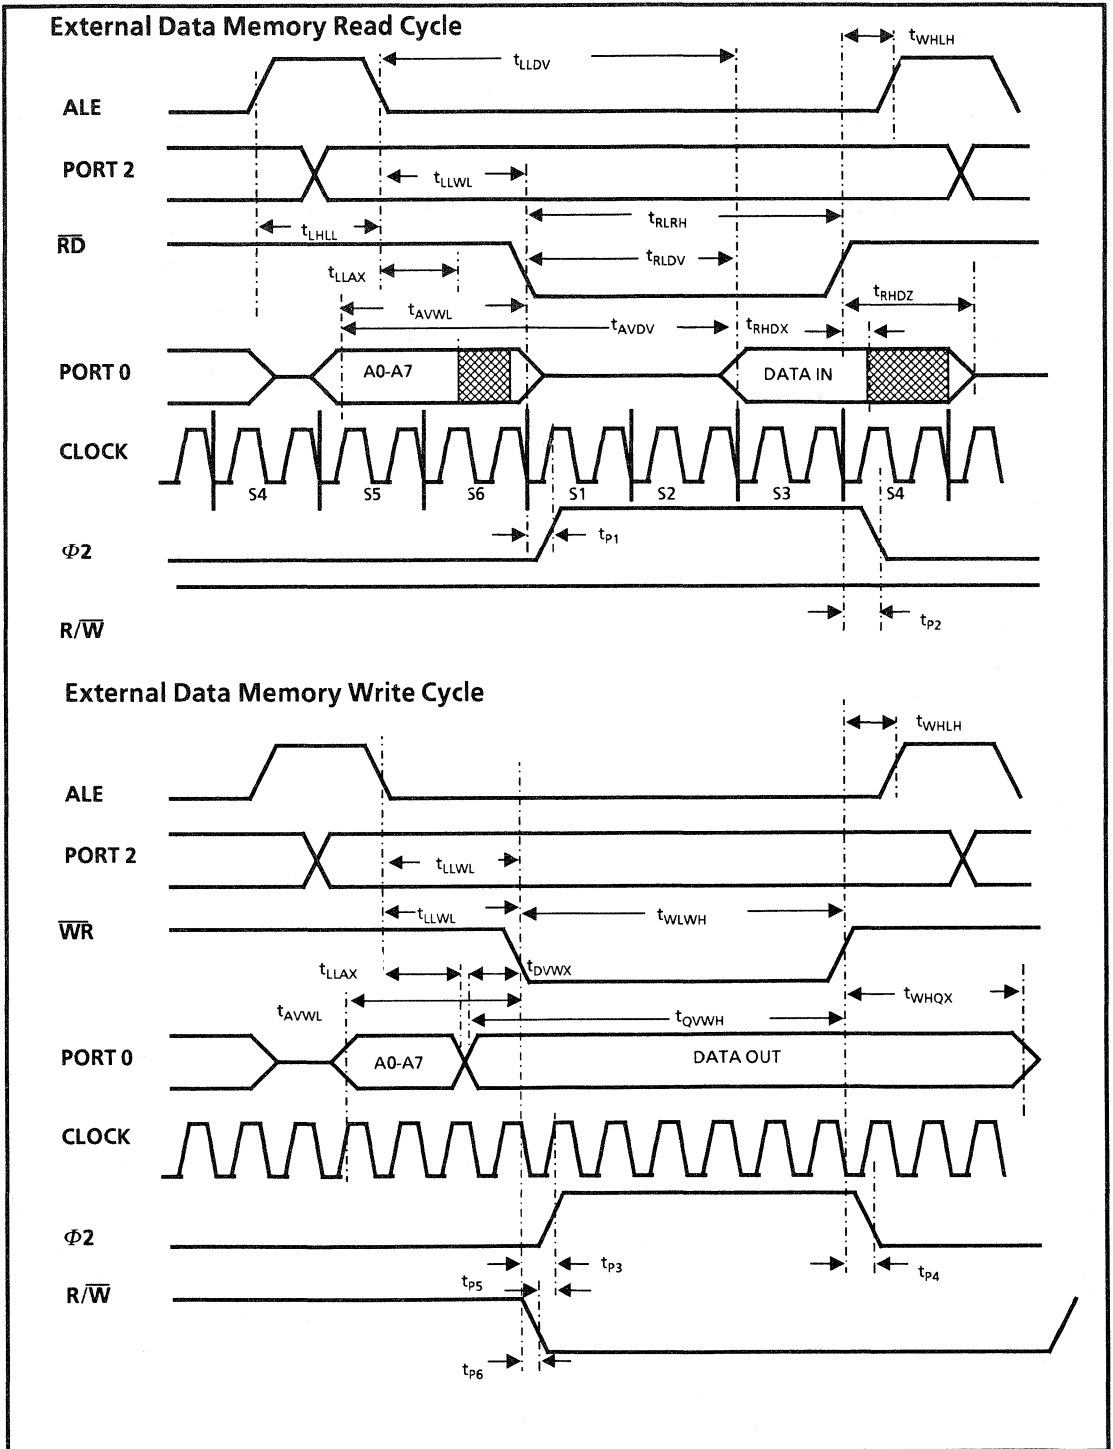 External Data Memory Read Cycle
tWHLH
tLLDV
ALE
PORT 2
tLLWL
tRLRH
tLHLL
RD
tRLDV
tLLAX
tRHDZ
tAVWL
tAVDV
tRHDX
PORT 0
A0-A7
DATA IN
CLOCK
S4 S5 S6 S1 S2 S3 S4
tP1
Φ2
tP2
R/W
External Data Memory Write Cycle
tWHLH
ALE
PORT 2
tLLWL
tLLWL
tWLWH
WR
tLLAX
tDVWX
tWHQX
tAVWL
tQVWH
PORT 0
A0-A7
DATA OUT
CLOCK
Φ2
tP3
tP4
tP5
R/W
tP6